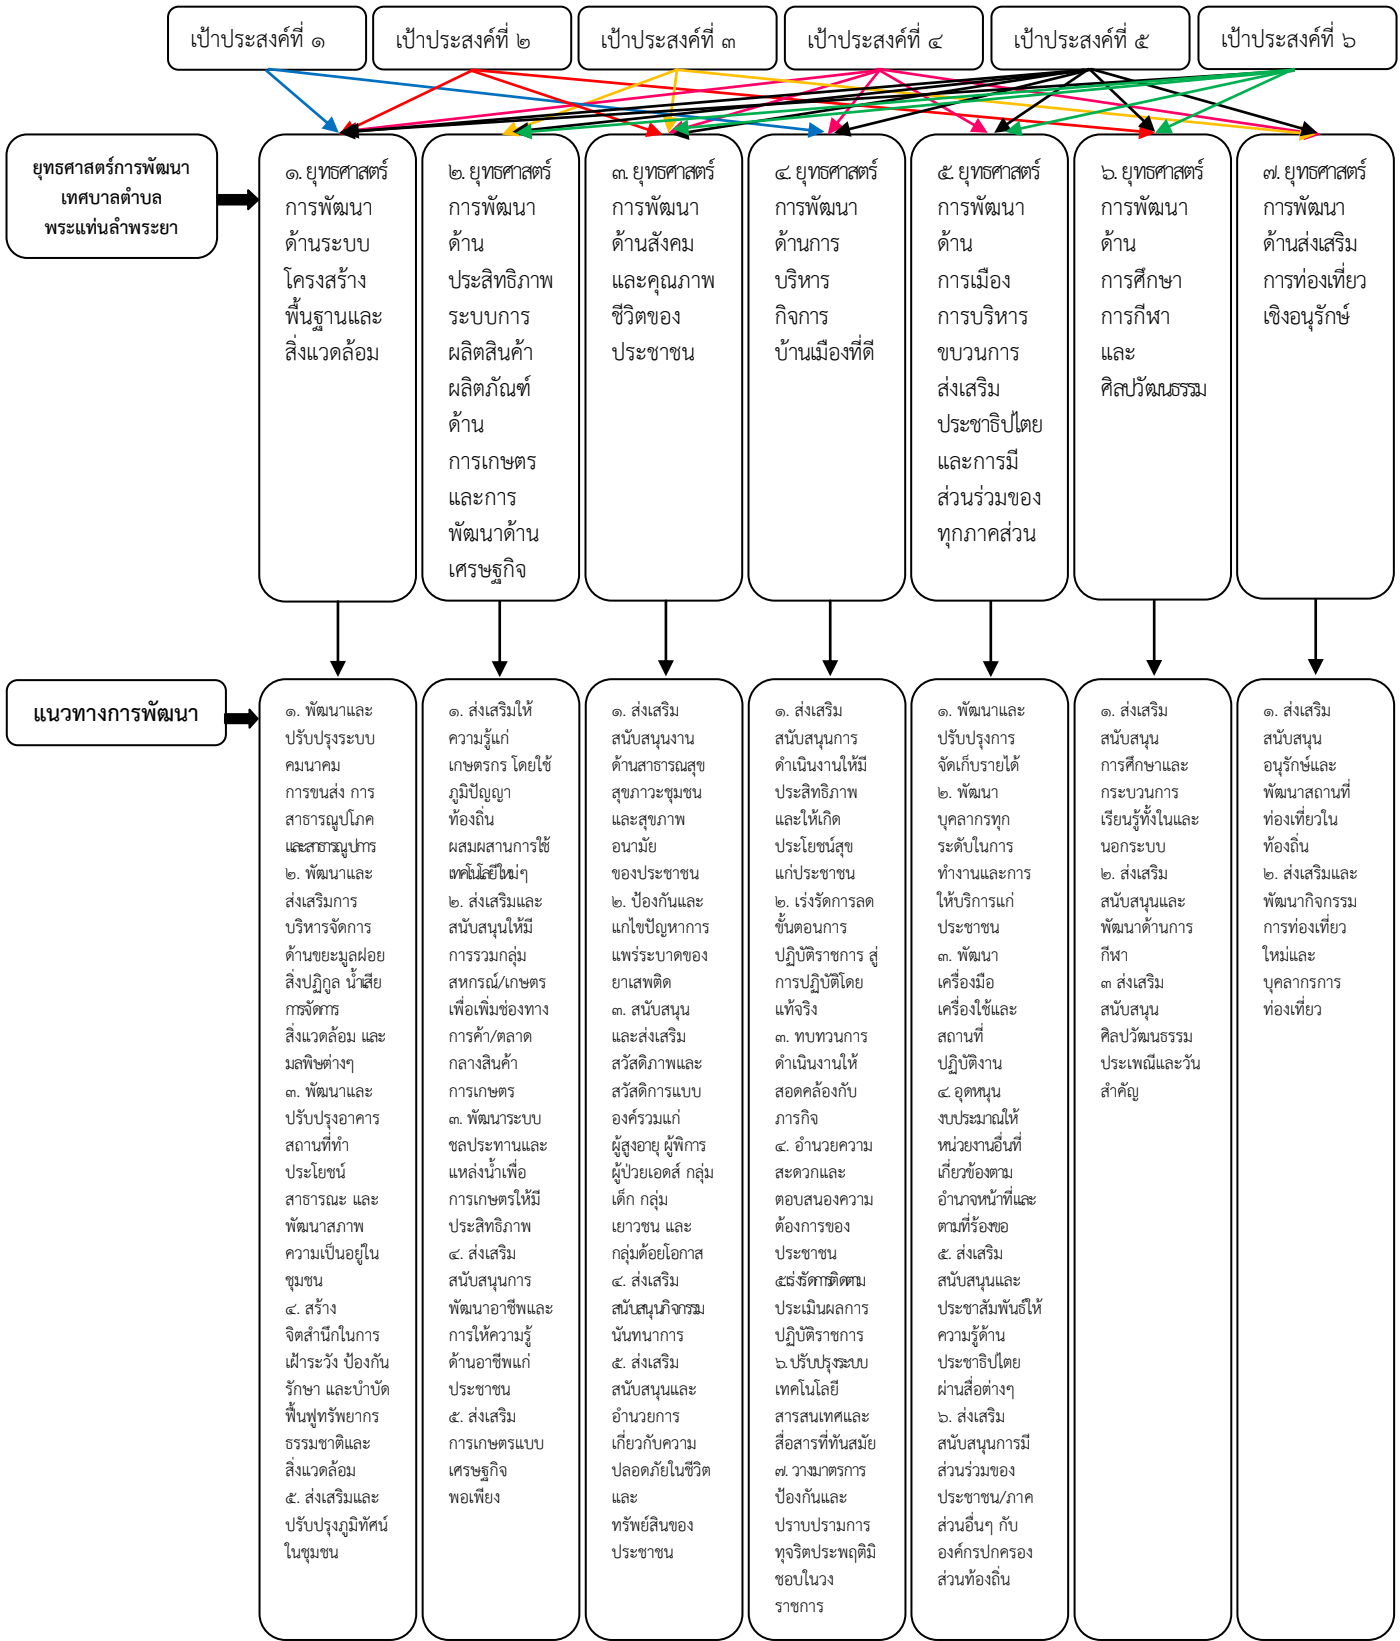 เป้าประสงค์ที่ ๑
เป้าประสงค์ที่ ๒
เป้าประสงค์ที่ ๓
เป้าประสงค์ที่ ๔
เป้าประสงค์ที่ ๕
เป้าประสงค์ที่ ๖
ยุทธศาสตร์การพัฒนา
เทศบาลตำบล
พระแท่นลำพระยา
๑. ยุทธศาสตร์
การพัฒนา
ด้านระบบ
โครงสร้าง
พื้นฐานและ
สิ่งแวดล้อม
๒. ยุทธศาสตร์
การพัฒนา
ด้าน
ประสิทธิภาพ
ระบบการ
ผลิตสินค้า
ผลิตภัณฑ์
ด้าน
การเกษตร
และการ
พัฒนาด้าน
เศรษฐกิจ
๓. ยุทธศาสตร์
การพัฒนา
ด้านสังคม
และคุณภาพ
ชีวิตของ
ประชาชน
๔. ยุทธศาสตร์
การพัฒนา
ด้านการ
บริหาร
กิจการ
บ้านเมืองที่ดี
๕. ยุทธศาสตร์
การพัฒนา
ด้าน
การเมือง
การบริหาร
ขบวนการ
ส่งเสริม
ประชาธิปไตย
และการมี
ส่วนร่วมของ
ทุกภาคส่วน
๖. ยุทธศาสตร์
การพัฒนา
ด้าน
การศึกษา
การกีฬา
และ
ศิลปวัฒนธรรม
๗. ยุทธศาสตร์
การพัฒนา
ด้านส่งเสริม
การท่องเที่ยว
เชิงอนุรักษ์
แนวทางการพัฒนา
๑. พัฒนาและ
ปรับปรุงระบบ
คมนาคม
การขนส่ง การ
สาธารณูปโภค
และสาธารณูปการ
๒. พัฒนาและ
ส่งเสริมการ
บริหารจัดการ
ด้านขยะมูลฝอย
สิ่งปฏิกูล น้ำเสีย
การจัดการ
สิ่งแวดล้อม และ
มลพิษต่างๆ
๓. พัฒนาและ
ปรับปรุงอาคาร
สถานที่ทำ
ประโยชน์
สาธารณะ และ
พัฒนาสภาพ
ความเป็นอยู่ใน
ชุมชน
๔. สร้าง
จิตสำนึกในการ
เฝ้าระวัง ป้องกัน
รักษา และบำบัด
ฟื้นฟูทรัพยากร
ธรรมชาติและ
สิ่งแวดล้อม
๕. ส่งเสริมและ
ปรับปรุงภูมิทัศน์
ในชุมชน
๑. ส่งเสริมให้
ความรู้แก่
เกษตรกร โดยใช้
ภูมิปัญญา
ท้องถิ่น
ผสมผสานการใช้
เทคโนโลยีใหม่ๆ
๒. ส่งเสริมและ
สนับสนุนให้มี
การรวมกลุ่ม
สหกรณ์/เกษตร
เพื่อเพิ่มช่องทาง
การค้า/ตลาด
กลางสินค้า
การเกษตร
๓. พัฒนาระบบ
ชลประทานและ
แหล่งน้ำเพื่อ
การเกษตรให้มี
ประสิทธิภาพ
๔. ส่งเสริม
สนับสนุนการ
พัฒนาอาชีพและ
การให้ความรู้
ด้านอาชีพแก่
ประชาชน
๕. ส่งเสริม
การเกษตรแบบ
เศรษฐกิจ
พอเพียง
๑. ส่งเสริม
สนับสนุนงาน
ด้านสาธารณสุข
สุขภาวะชุมชน
และสุขภาพ
อนามัย
ของประชาชน
๒. ป้องกันและ
แก้ไขปัญหาการ
แพร่ระบาดของ
ยาเสพติด
๓. สนับสนุน
และส่งเสริม
สวัสดิภาพและ
สวัสดิการแบบ
องค์รวมแก่
ผู้สูงอายุ ผู้พิการ
ผู้ป่วยเอดส์ กลุ่ม
เด็ก กลุ่ม
เยาวชน และ
กลุ่มด้อยโอกาส
๔. ส่งเสริม
สนับสนุนกิจกรรม
นันทนาการ
๕. ส่งเสริม
สนับสนุนและ
อำนวยการ
เกี่ยวกับความ
ปลอดภัยในชีวิต
และ
ทรัพย์สินของ
ประชาชน
๑. ส่งเสริม
สนับสนุนการ
ดำเนินงานให้มี
ประสิทธิภาพ
และให้เกิด
ประโยชน์สุข
แก่ประชาชน
๒. เร่งรัดการลด
ขั้นตอนการ
ปฏิบัติราชการ สู่
การปฏิบัติโดย
แท้จริง
๓. ทบทวนการ
ดำเนินงานให้
สอดคล้องกับ
ภารกิจ
๔. อำนวยความ
สะดวกและ
ตอบสนองความ
ต้องการของ
ประชาชน
๕.เร่งรัดการติดตาม
ประเมินผลการ
ปฏิบัติราชการ
๖.ปรับปรุงระบบ
เทคโนโลยี
สารสนเทศและ
สื่อสารที่ทันสมัย
๗. วางมาตรการ
ป้องกันและ
ปราบปรามการ
ทุจริตประพฤติมิ
ชอบในวง
ราชการ
๑. พัฒนาและ
ปรับปรุงการ
จัดเก็บรายได้
๒. พัฒนา
บุคลากรทุก
ระดับในการ
ทำงานและการ
ให้บริการแก่
ประชาชน
๓. พัฒนา
เครื่องมือ
เครื่องใช้และ
สถานที่
ปฏิบัติงาน
๔. อุดหนุน
งบประมาณให้
หน่วยงานอื่นที่
เกี่ยวข้องตาม
อำนาจหน้าที่และ
ตามที่ร้องขอ
๕. ส่งเสริม
สนับสนุนและ
ประชาสัมพันธ์ให้
ความรู้ด้าน
ประชาธิปไตย
ผ่านสื่อต่างๆ
๖. ส่งเสริม
สนับสนุนการมี
ส่วนร่วมของ
ประชาชน/ภาค
ส่วนอื่นๆ กับ
องค์กรปกครอง
ส่วนท้องถิ่น
๑. ส่งเสริม
สนับสนุน
การศึกษาและ
กระบวนการ
เรียนรู้ทั้งในและ
นอกระบบ
๒. ส่งเสริม
สนับสนุนและ
พัฒนาด้านการ
กีฬา
๓ ส่งเสริม
สนับสนุน
ศิลปวัฒนธรรม
ประเพณีและวัน
สำคัญ
๑. ส่งเสริม
สนับสนุน
อนุรักษ์และ
พัฒนาสถานที่
ท่องเที่ยวใน
ท้องถิ่น
๒. ส่งเสริมและ
พัฒนากิจกรรม
การท่องเที่ยว
ใหม่และ
บุคลากรการ
ท่องเที่ยว